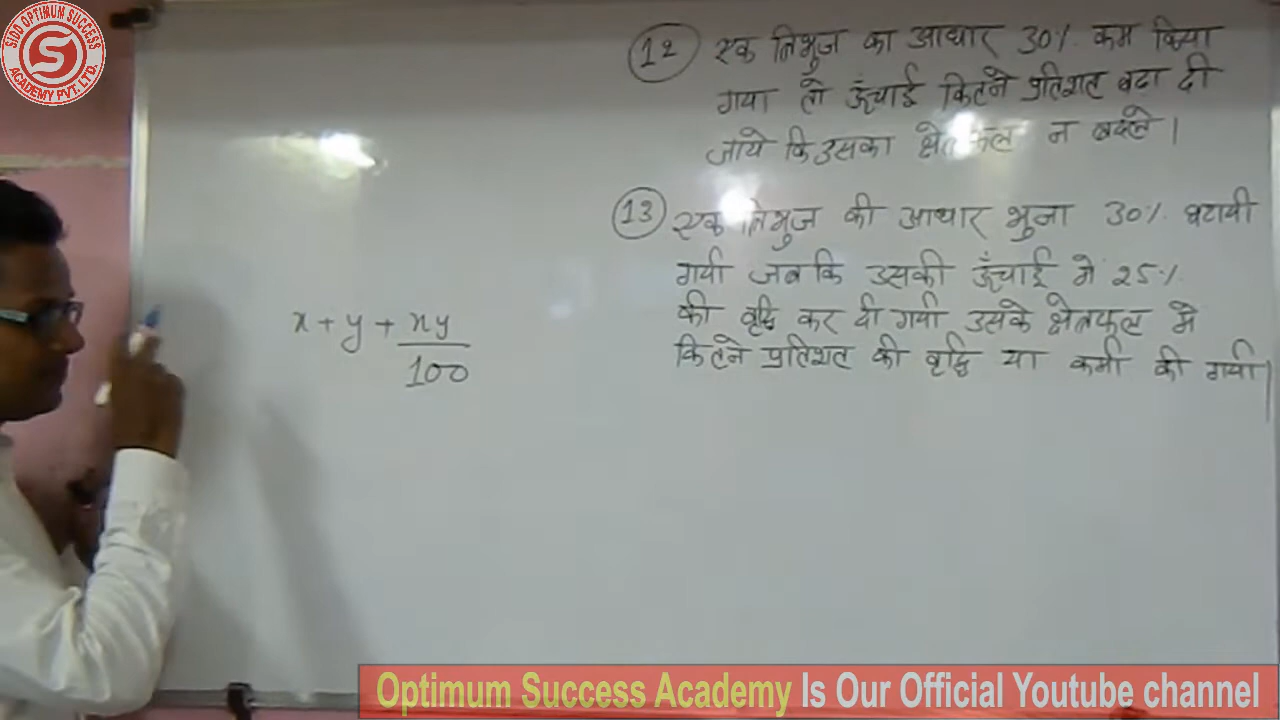 SIDD OPTIMUM SUCCESS
ACADEMY PVT. LTD.
(12) एक त्रिभुज का आधार 30% कम किया
गया तो ऊँचाई कितने प्रतिशत बढा दी
जाये कि उसका क्षेत्रफल न बदले।
(13) एक त्रिभुज की आधार भुजा 30% घटायी
गयी जबकि उसकी ऊँचाई मे 25%
की वृद्धि कर दी गयी उसके क्षेत्रफल मे
कितने प्रतिशत की वृद्धि या कमी की गयी।
x + y + xy/100
Optimum Success Academy Is Our Official Youtube channel